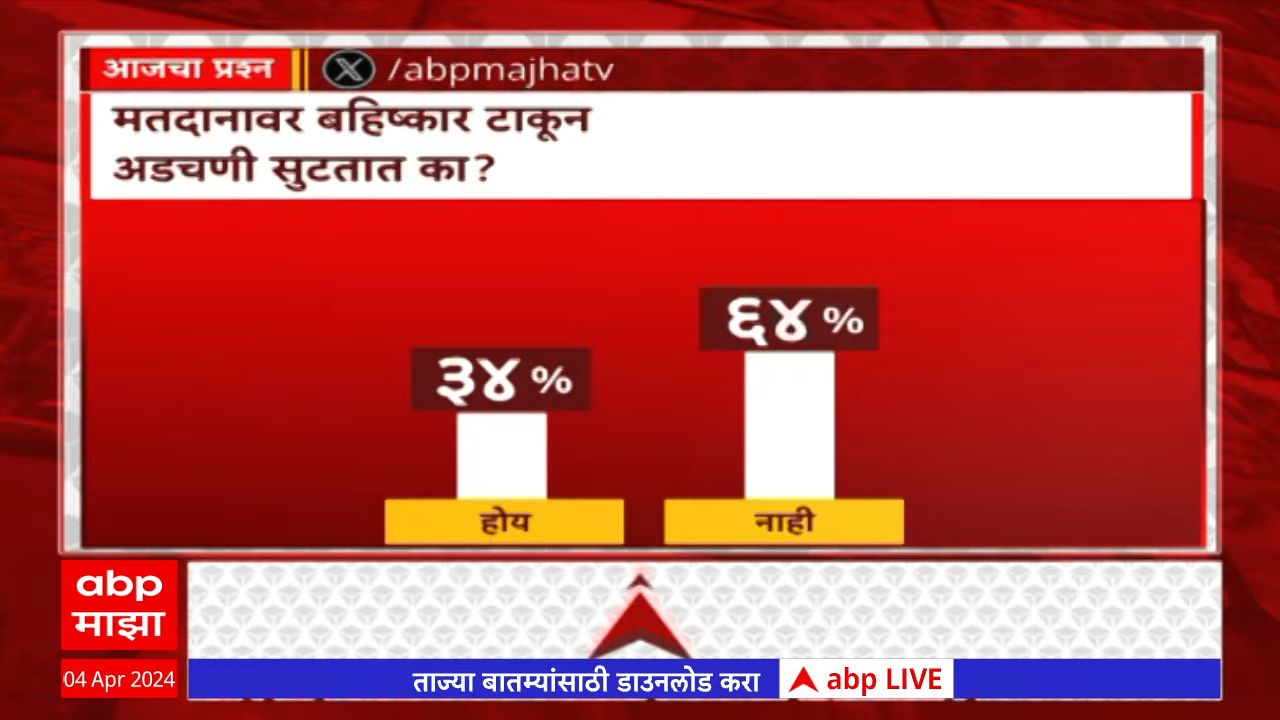 आजचा प्रश्न
/abpmajhatv
मतदानावर बहिष्कार टाकून
अडचणी सुटतात का?
३४%
६४%
होय
नाही
abp
माझा
04 Apr 2024
ताज्या बातम्यांसाठी डाउनलोड करा
abp LIVE